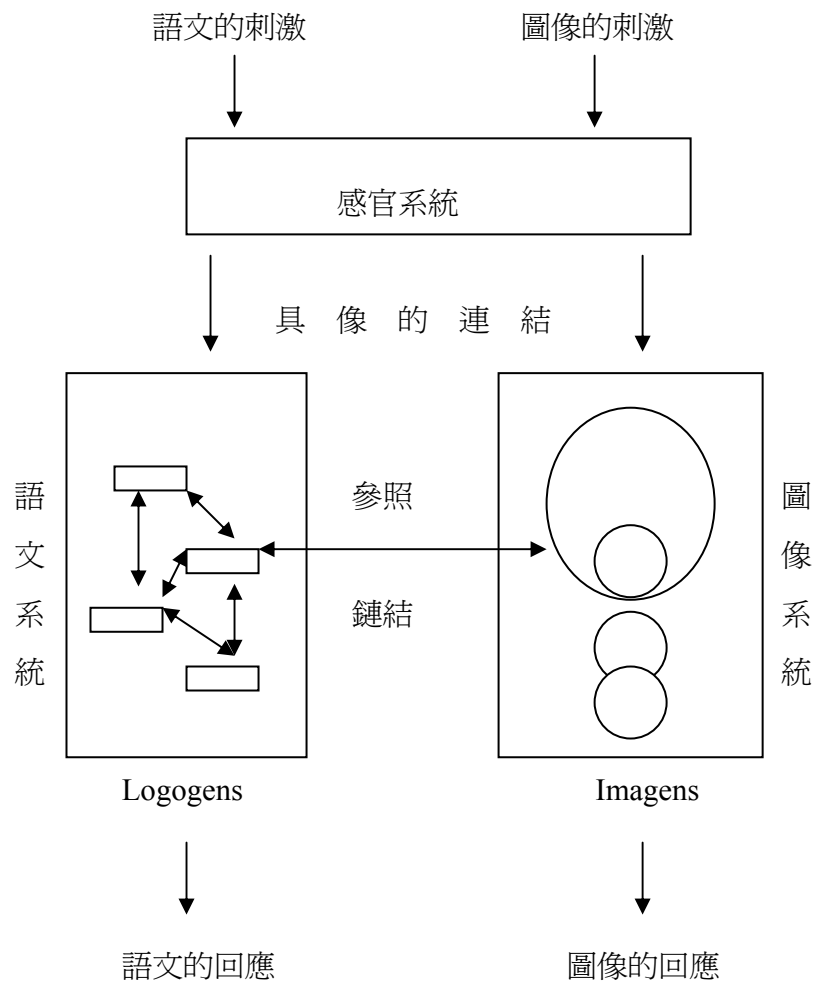 語文的刺激
圖像的刺激
感官系統
具像的連結
語文系統
參照
鏈結
圖像系統
Logogens
Imagens
語文的回應
圖像的回應